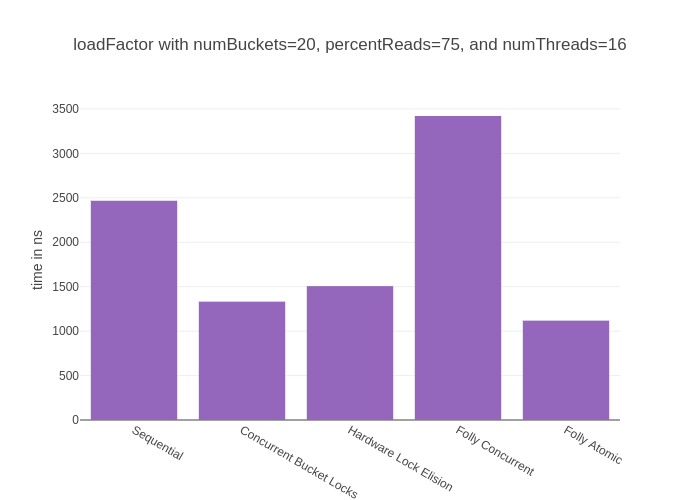 loadFactor with numBuckets=20, percentReads=75, and numThreads=16
time in ns
3500
3000
2500
2000
1500
1000
500
0
Sequential
Concurrent Bucket Locks
Hardware Lock Elision
Folly Concurrent
Folly Atomic